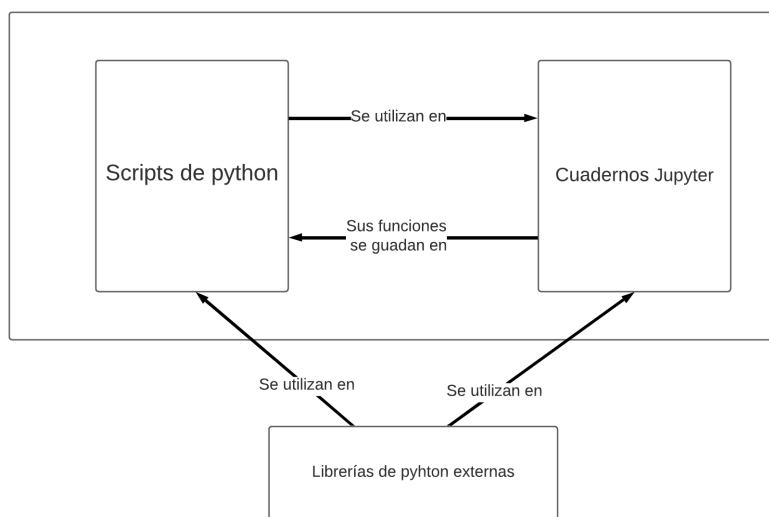 Se utilizan en
Scripts de python
Cuadernos Jupyter
Sus funciones
se guadan en
Se utilizan en
Se utilizan en
Librerías de pyhton externas